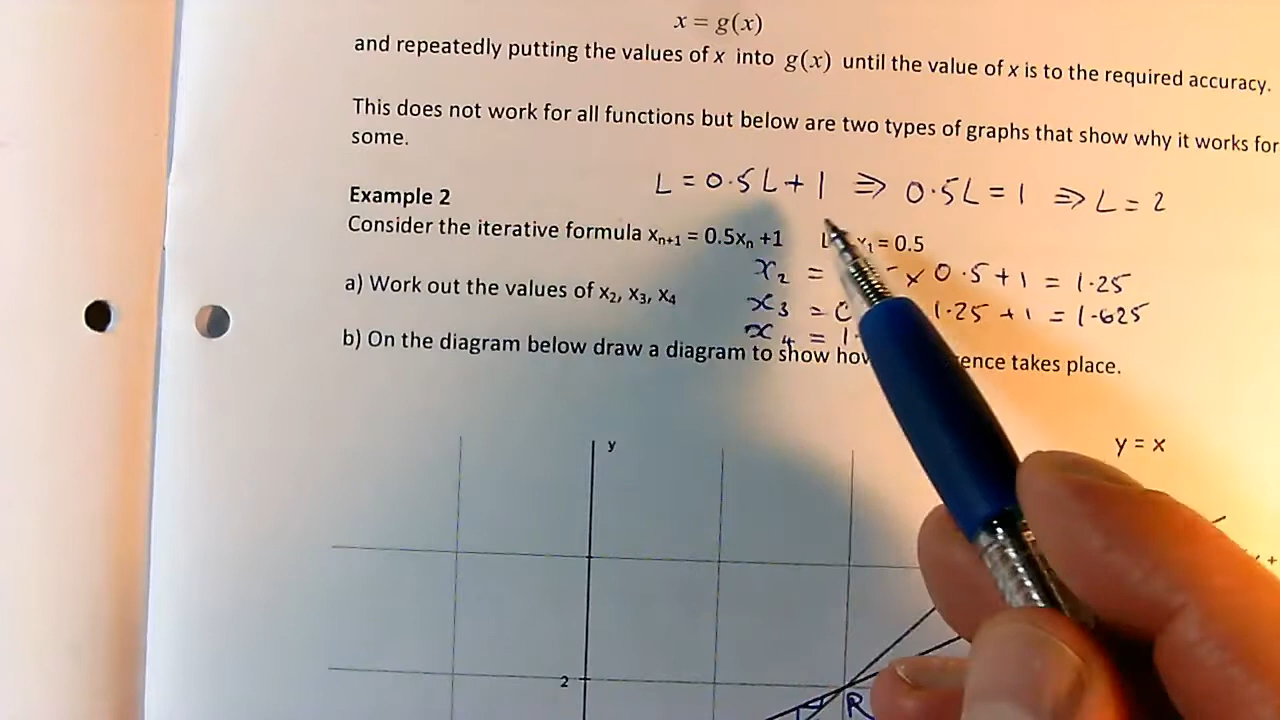 x = g(x)
and repeatedly putting the values of x into g(x) until the value of x is to the required accuracy.
This does not work for all functions but below are two types of graphs that show why it works for
some.
L = 0·5L + 1 ⇒ 0·5L = 1 ⇒ L = 2
Example 2
Consider the iterative formula xₙ₊₁ = 0.5xₙ +1 x₁ = 0.5
x₂ = x 0·5 + 1 = 1·25
a) Work out the values of x₂, x₃, x₄
x₃ = 1·25 + 1 = 1·625
x₄ = 1·
b) On the diagram below draw a diagram to show takes place.
y
y = x
2
R